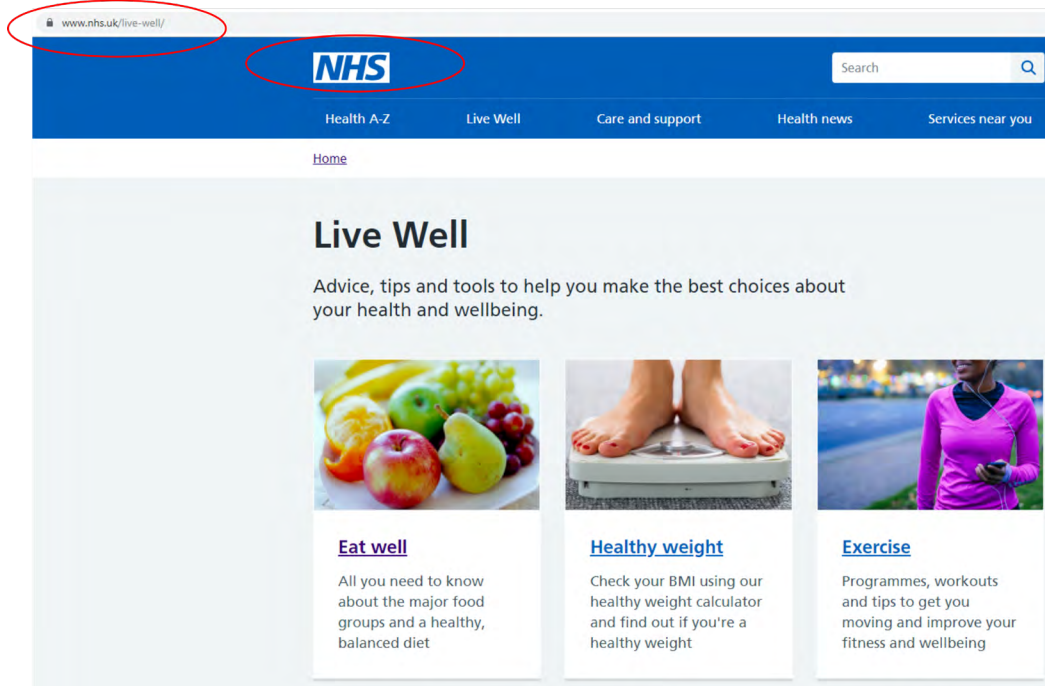 www.nhs.uk/live-well/
NHS
Search
Health A-Z Live Well Care and support Health news Services near you
Home
Live Well
Advice, tips and tools to help you make the best choices about
your health and wellbeing.
Eat well
All you need to know
about the major food
groups and a healthy,
balanced diet
Healthy weight
Check your BMI using our
healthy weight calculator
and find out if you're a
healthy weight
Exercise
Programmes, workouts
and tips to get you
moving and improve your
fitness and wellbeing